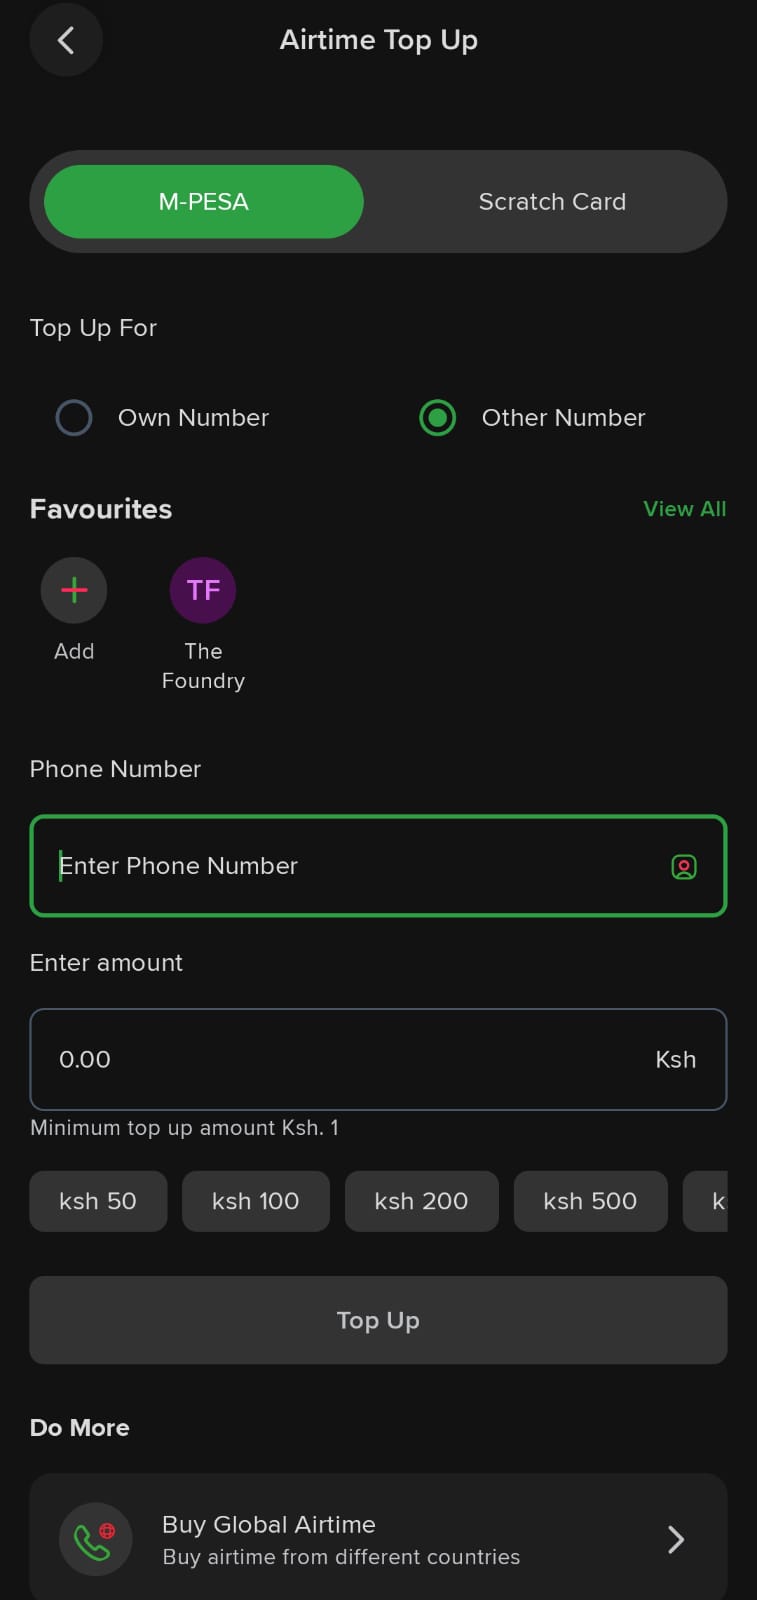 Airtime Top Up
M-PESA
Scratch Card
Top Up For
Own Number
Other Number
Favourites
View All
TF
Add
The
Foundry
Phone Number
Enter Phone Number
Enter amount
0.00
Ksh
Minimum top up amount Ksh. 1
ksh 50
ksh 100
ksh 200
ksh 500
k
Top Up
Do More
Buy Global Airtime
Buy airtime from different countries